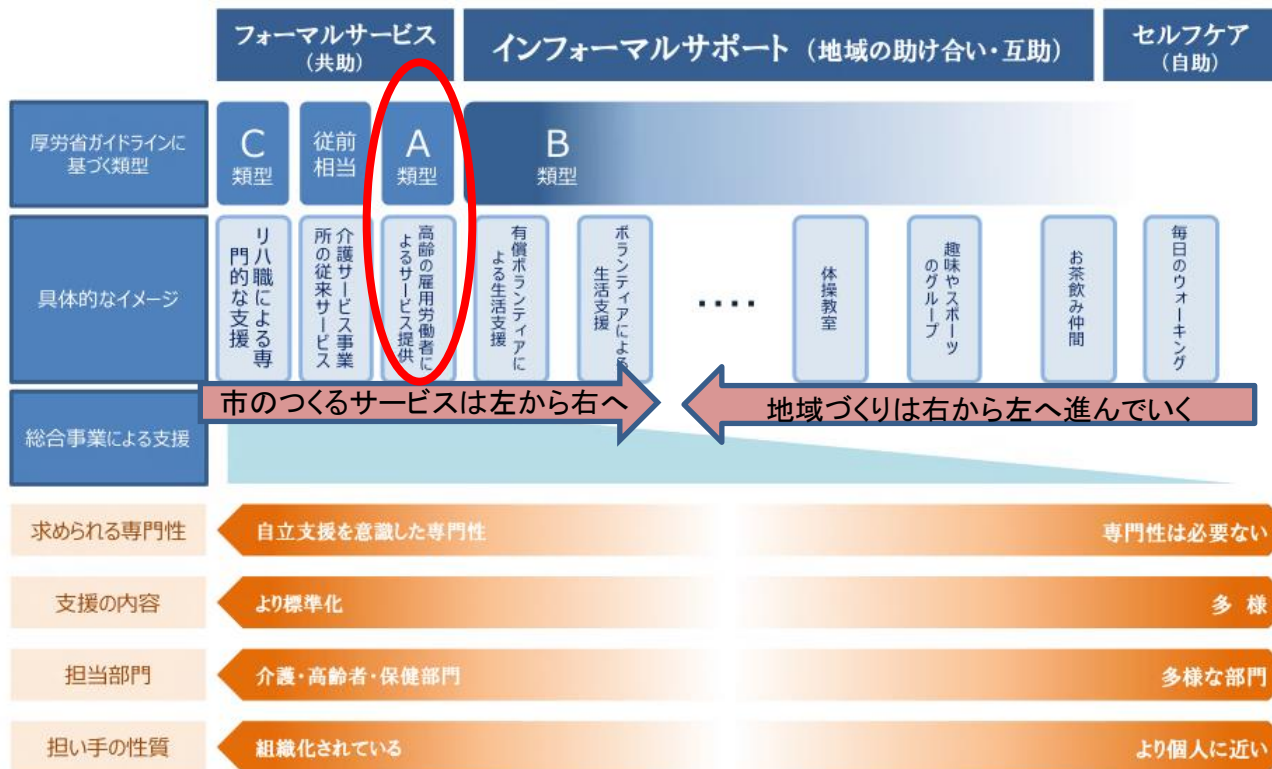 フォーマルサービス
(共助)
インフォーマルサポート（地域の助け合い・互助）
セルフケア
(自助)
厚労省ガイドラインに
基づく類型
C
類型
従前
相当
A
類型
B
類型
具体的なイメージ
リハ職による専
門的な支援
介護サービス事業
所の従来サービス
高齢の雇用労働者に
よるサービス提供
有償ボランティアに
よる生活支援
ボランティアによる
生活支援
････
体操教室
趣味やスポーツ
のグループ
お茶飲み仲間
毎日のウォーキング
市のつくるサービスは左から右へ
地域づくりは右から左へ進んでいく
総合事業による支援
求められる専門性
自立支援を意識した専門性
専門性は必要ない
支援の内容
より標準化
多 様
担当部門
介護・高齢者・保健部門
多様な部門
担い手の性質
組織化されている
より個人に近い